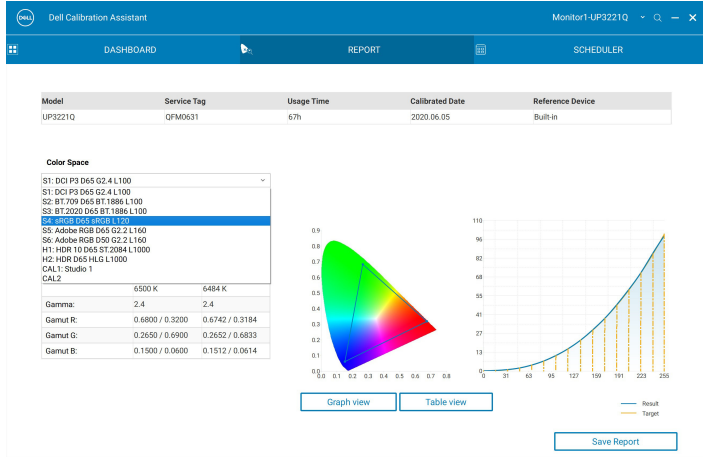 DELL Dell Calibration Assistant Monitor1-UP3221Q
DASHBOARD REPORT SCHEDULER
Model Service Tag Usage Time Calibrated Date Reference Device
UP3221Q QFM0631 67h 2020.06.05 Built-in
Color Space
S1: DCI P3 D65 G2.4 L100
S1: DCI P3 D65 G2.4 L100
S2: BT.709 D65 BT.1886 L100
S3: BT.2020 D65 BT.1886 L100
S4: sRGB D65 sRGB L120
S5: Adobe RGB D65 G2.2 L160
S6: Adobe RGB D50 G2.2 L160
H1: HDR 10 D65 ST.2084 L1000
H2: HDR D65 HLG L1000
CAL1: Studio 1
CAL2
6500 K 6484 K
Gamma: 2.4 2.4
Gamut R: 0.6800 / 0.3200 0.6742 / 0.3184
Gamut G: 0.2650 / 0.6900 0.2652 / 0.6833
Gamut B: 0.1500 / 0.0600 0.1512 / 0.0614
0.9
0.8
0.7
0.6
0.5
0.4
0.3
0.2
0.1
0.0
0.0 0.1 0.2 0.3 0.4 0.5 0.6 0.7 0.8
110
96
82
68
55
41
27
13
0 31 63 95 127 159 191 223 255
Graph view Table view
Result
Target
Save Report